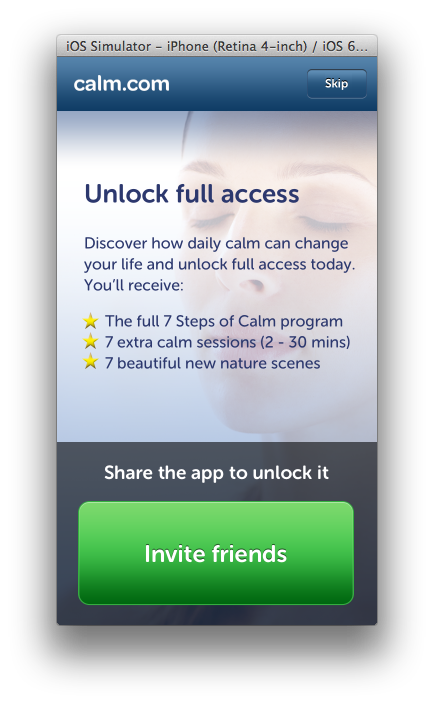 iOS Simulator – iPhone (Retina 4-inch) / iOS 6...
calm.com
Skip
Unlock full access
Discover how daily calm can change
your life and unlock full access today.
You'll receive:
The full 7 Steps of Calm program
7 extra calm sessions (2 - 30 mins)
7 beautiful new nature scenes
Share the app to unlock it
Invite friends